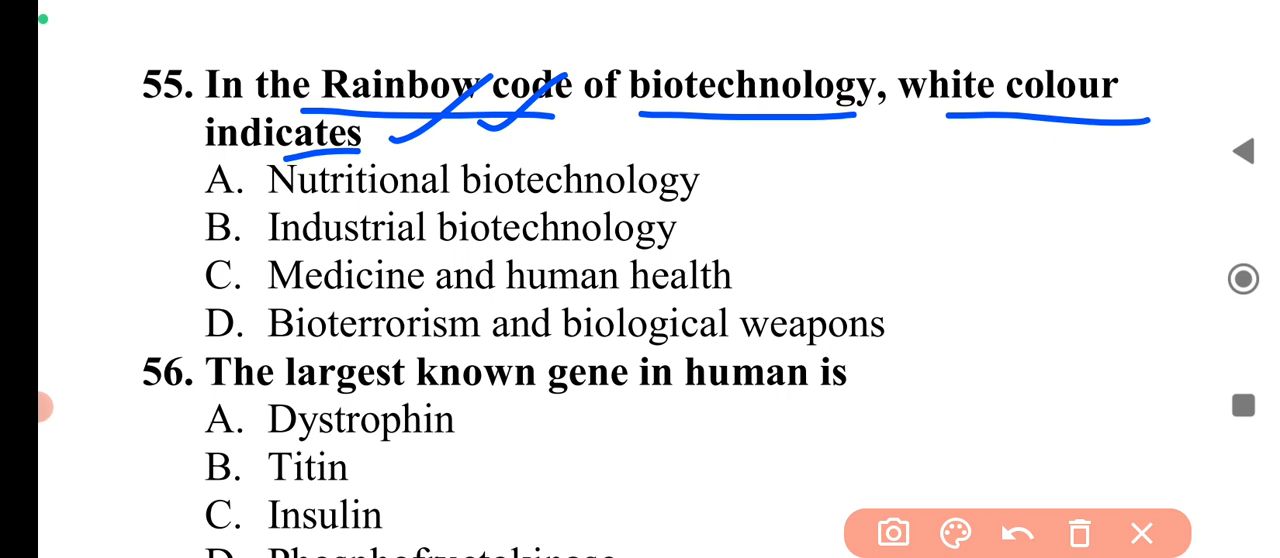 55. In the Rainbow code of biotechnology, white colour
indicates
A. Nutritional biotechnology
B. Industrial biotechnology
C. Medicine and human health
D. Bioterrorism and biological weapons
56. The largest known gene in human is
A. Dystrophin
B. Titin
C. Insulin
D. Phosphofructokinase